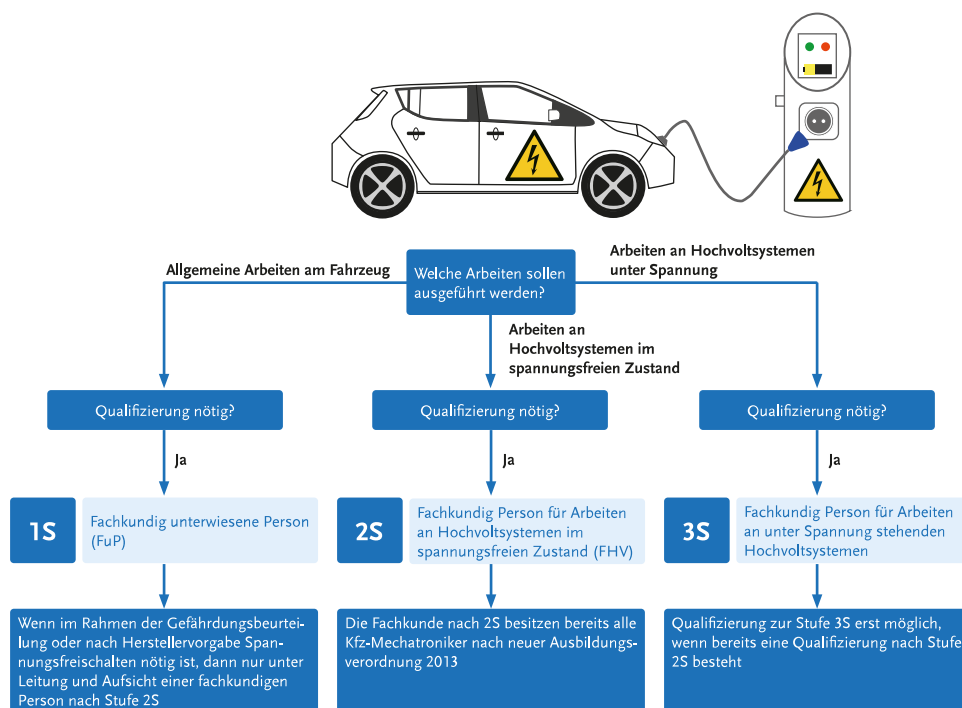 Allgemeine Arbeiten am Fahrzeug
Welche Arbeiten sollen
ausgeführt werden?
Arbeiten an Hochvoltsystemen
unter Spannung
Arbeiten an
Hochvoltsystemen im
spannungsfreien Zustand
Qualifizierung nötig?
Qualifizierung nötig?
Qualifizierung nötig?
Ja
Ja
Ja
1S
Fachkundig unterwiesene Person
(FuP)
2S
Fachkundig Person für Arbeiten
an Hochvoltsystemen im
spannungsfreien Zustand (FHV)
3S
Fachkundig Person für Arbeiten
an unter Spannung stehenden
Hochvoltsystemen
Wenn im Rahmen der Gefährdungsbeurtei-
lung oder nach Herstellervorgabe Span-
nungsfreischalten nötig ist, dann nur unter
Leitung und Aufsicht einer fachkundigen
Person nach Stufe 2S
Die Fachkunde nach 2S besitzen bereits alle
Kfz-Mechatroniker nach neuer Ausbildungs-
verordnung 2013
Qualifizierung zur Stufe 3S erst möglich,
wenn bereits eine Qualifizierung nach Stufe
2S besteht